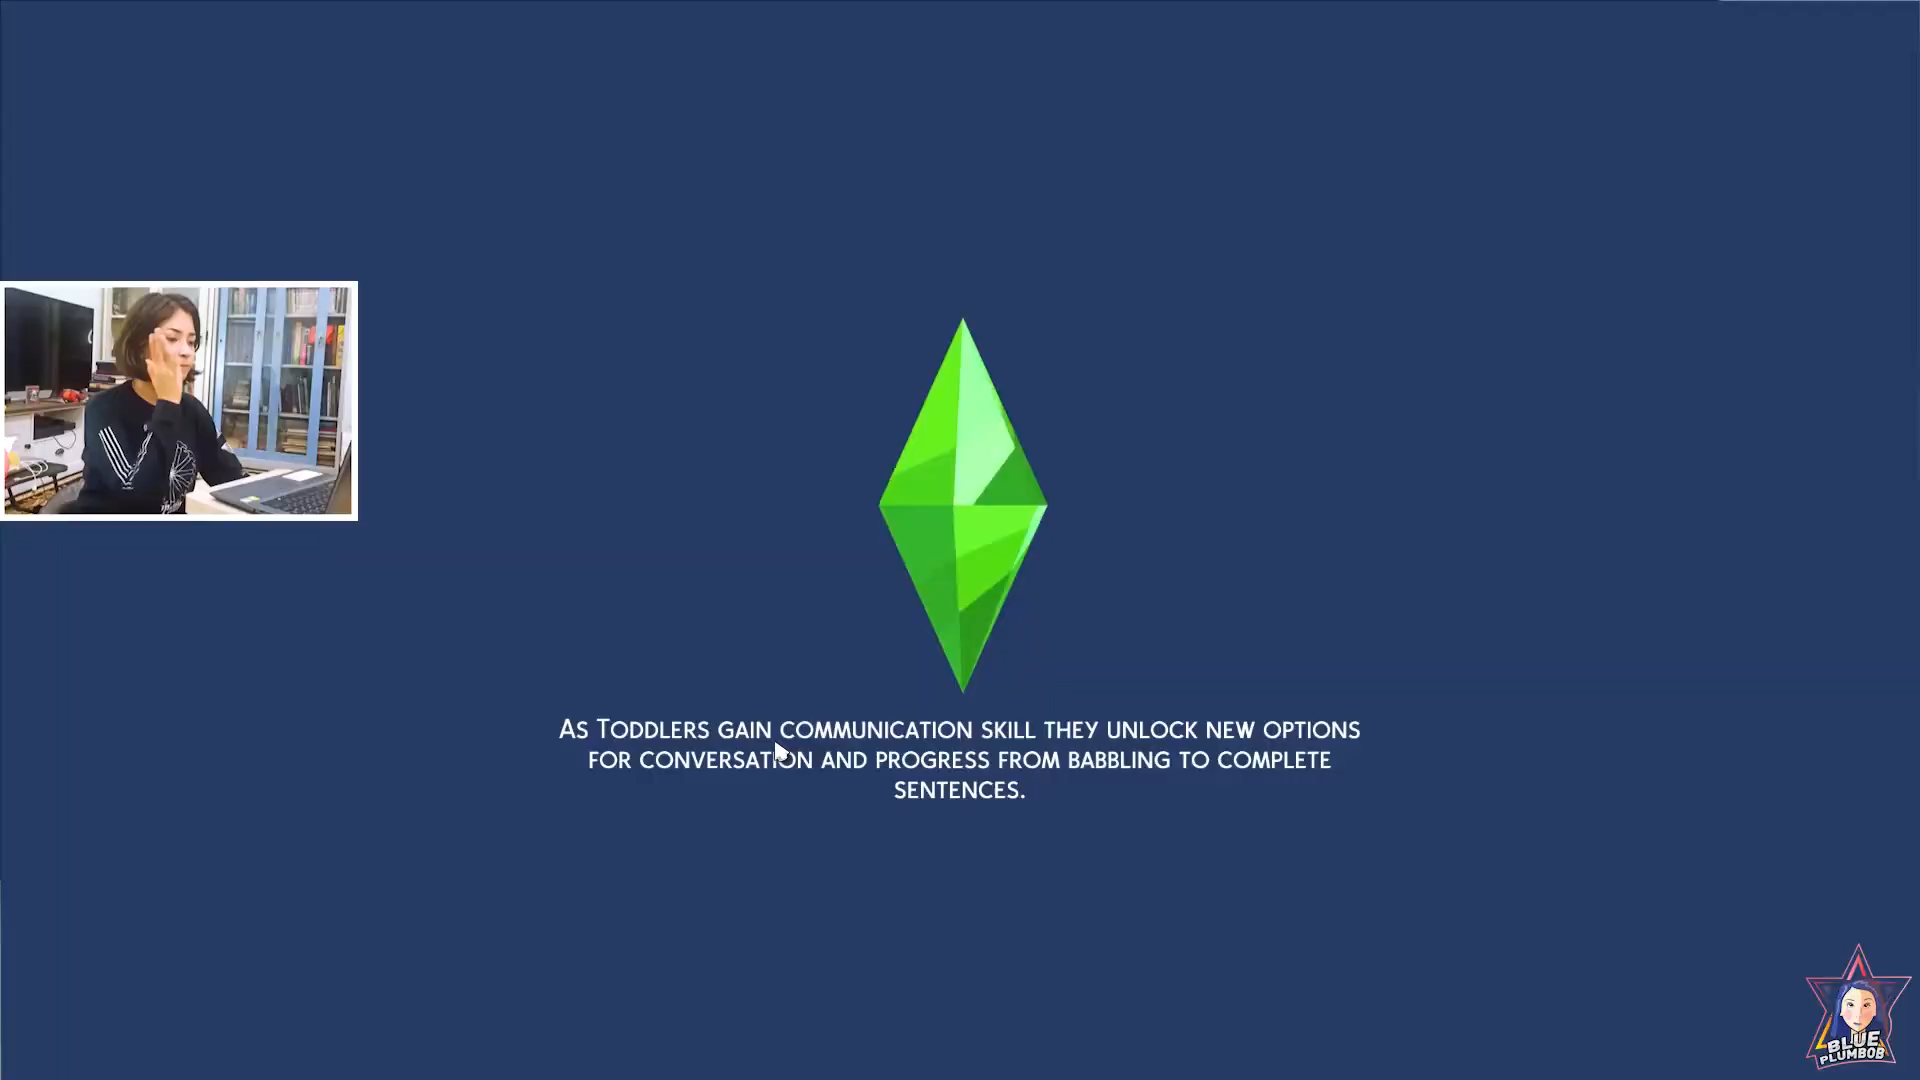 As Toddlers gain communication skill they unlock new options
for conversation and progress from babbling to complete
sentences.
BLUE
PLUMBOB